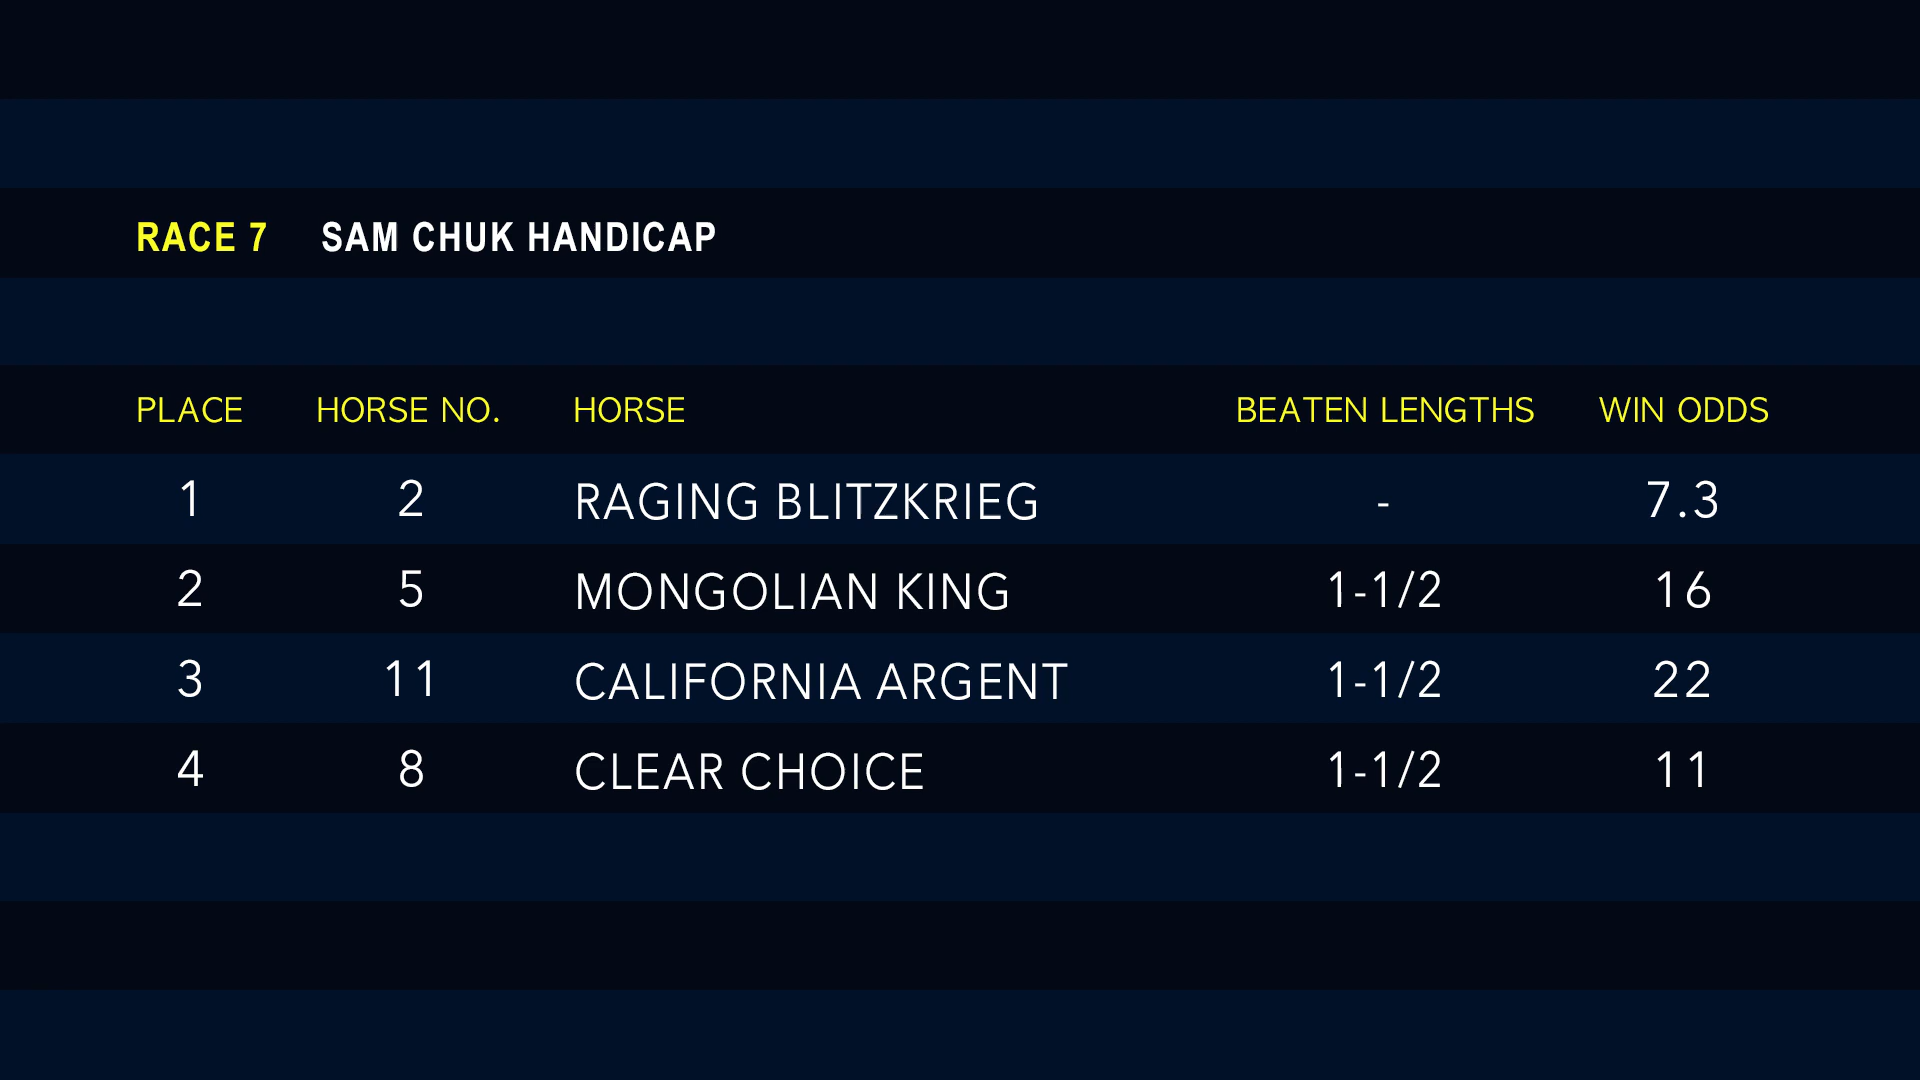 RACE 7 SAM CHUK HANDICAP
PLACE HORSE NO. HORSE BEATEN LENGTHS WIN ODDS
1 2 RAGING BLITZKRIEG - 7.3
2 5 MONGOLIAN KING 1-1/2 16
3 11 CALIFORNIA ARGENT 1-1/2 22
4 8 CLEAR CHOICE 1-1/2 11